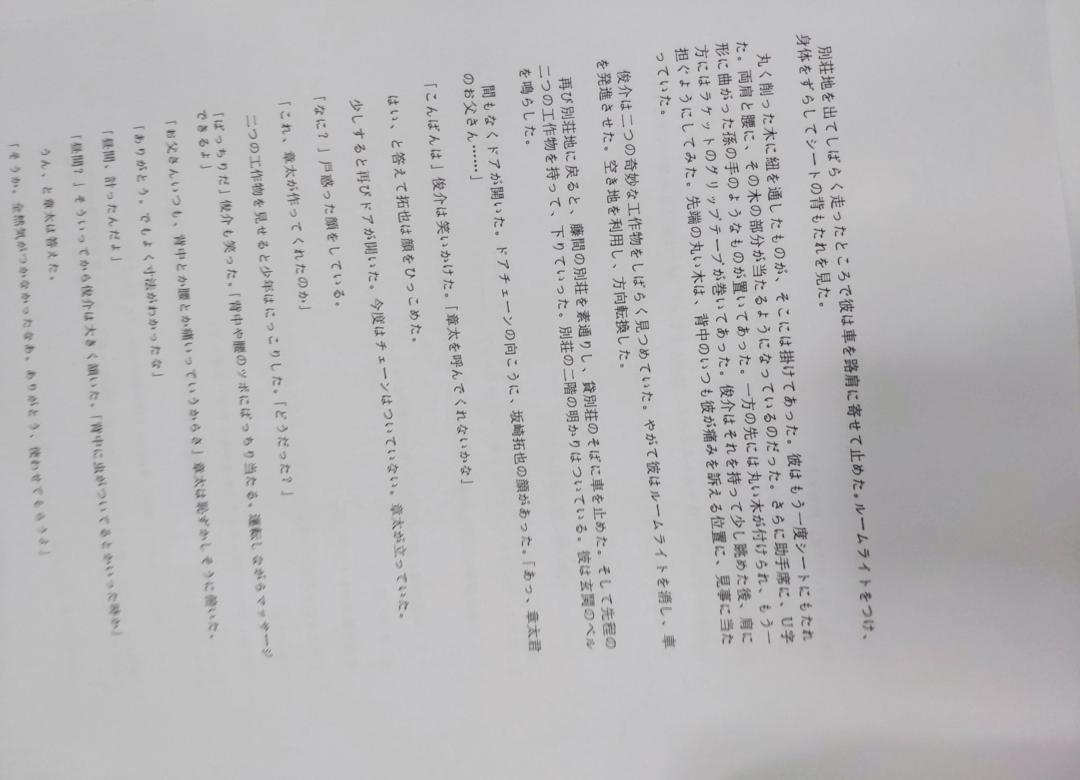 別荘地を出てしばらく走ったところで彼は車を路肩に寄せて止めた。ルームライトをつけ、
身体をずらしてシートの背もたれを見た。
丸く削った木に紐を通したものが、そこには掛けてあった。彼はもう一度シートにもたれ
た。両肩と腰に、その木の部分が当たるようになっているのだった。さらに助手席に、U字
形に曲がった孫の手のようなものが置いてあった。一方の先には丸い木が付けられ、もう一
方にはラケットのグリップテープが巻いてあった。俊介はそれを持って少し眺めた後、肩に
担ぐようにしてみた。先端の丸い木は、背中のいつも彼が痛みを訴える位置に、見事に当た
っていた。
俊介は二つの奇妙な工作物をしばらく見つめていた。やがて彼はルームライトを消し、車
を発進させた。空き地を利用し、方向転換した。
再び別荘地に戻ると、藤間の別荘を素通りし、貸別荘のそばに車を止めた。そして先程の
二つの工作物を持って、下りていった。別荘の二階の明かりはついている。彼は玄関のベル
を鳴らした。
間もなくドアが開いた。ドアチェーンの向こうに、坂崎拓也の顔があった。「あっ、章太君
のお父さん……」
「こんばんは」俊介は笑いかけた。「章太を呼んでくれないかな」
はい、と答えて拓也は顔をひっこめた。
少しすると再びドアが開いた。今度はチェーンはついていない。章太が立っていた。
「なに？」戸惑った顔をしている。
「これ、章太が作ってくれたのか」
二つの工作物を見せると少年はにっこりした。「どうだった？」
「ばっちりだ」俊介も笑った。「背中や腰のツボにばっちり当たる。運転しながらマッサージ
できるよ」
「お父さんいつも、背中とか腰とか痛いっていうからさ」章太は恥ずかしそうに俯いた。
「ありがとう。でもよく寸法がわかったな」
「昼間、計ったんだよ」
「昼間？」そういってから俊介は大きく頷いた。「背中に虫がついてるとかいった時か」
うん、と章太は答えた。
「そうか。全然気がつかなかったなあ。ありがとう、使わせてもらうよ」